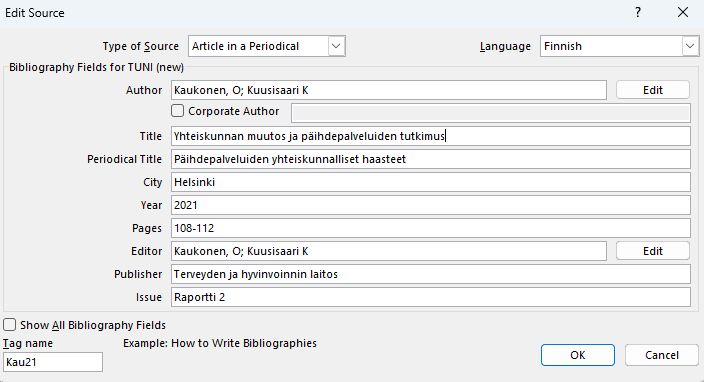 Edit Source
? ×
Type of Source Article in a Periodical Language Finnish
Bibliography Fields for TUNI (new)
Author Kaukonen, O; Kuusisaari K Edit
Corporate Author
Title Yhteiskunnan muutos ja päihdepalveluiden tutkimus
Periodical Title Päihdepalveluiden yhteiskunnalliset haasteet
City Helsinki
Year 2021
Pages 108-112
Editor Kaukonen, O; Kuusisaari K Edit
Publisher Terveyden ja hyvinvoinnin laitos
Issue Raportti 2
Show All Bibliography Fields
Tag name Example: How to Write Bibliographies
Kau21 OK Cancel